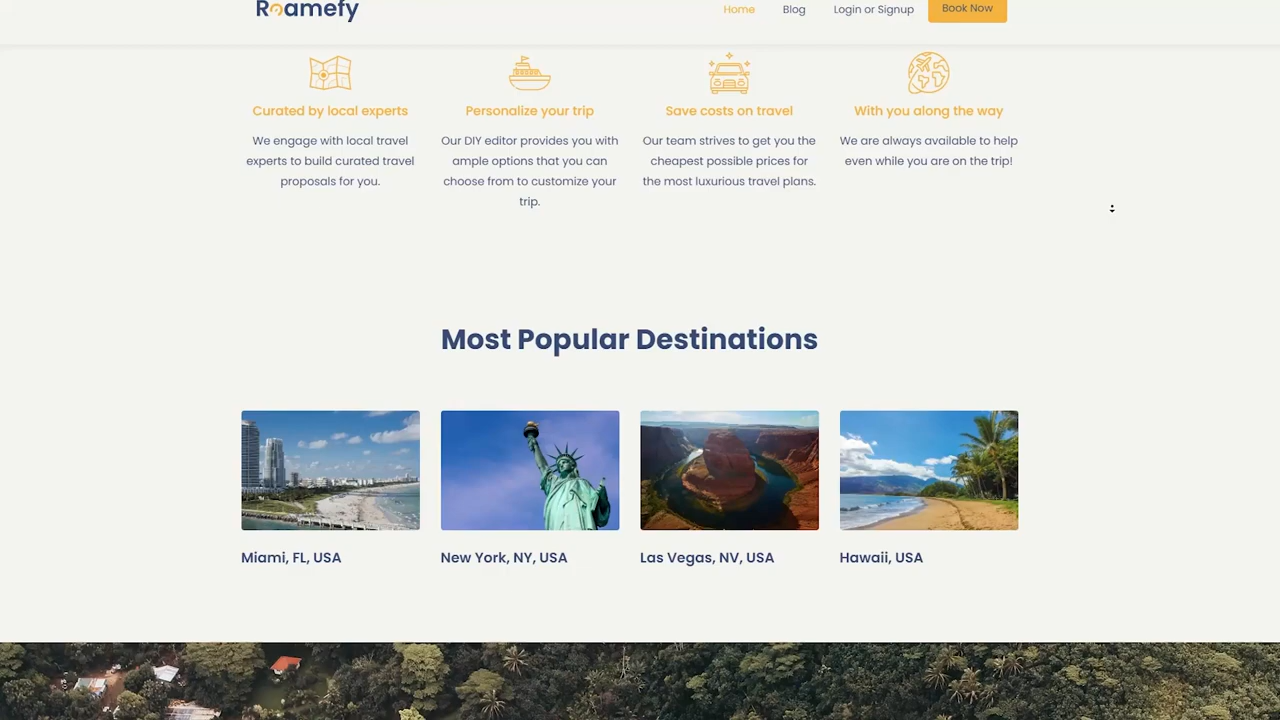 Roamefy
Home Blog Login or Signup Book Now
Curated by local experts
We engage with local travel
experts to build curated travel
proposals for you.
Personalize your trip
Our DIY editor provides you with
ample options that you can
choose from to customize your
trip.
Save costs on travel
Our team strives to get you the
cheapest possible prices for
the most luxurious travel plans.
With you along the way
We are always available to help
even while you are on the trip!
Most Popular Destinations
Miami, FL, USA
New York, NY, USA
Las Vegas, NV, USA
Hawaii, USA